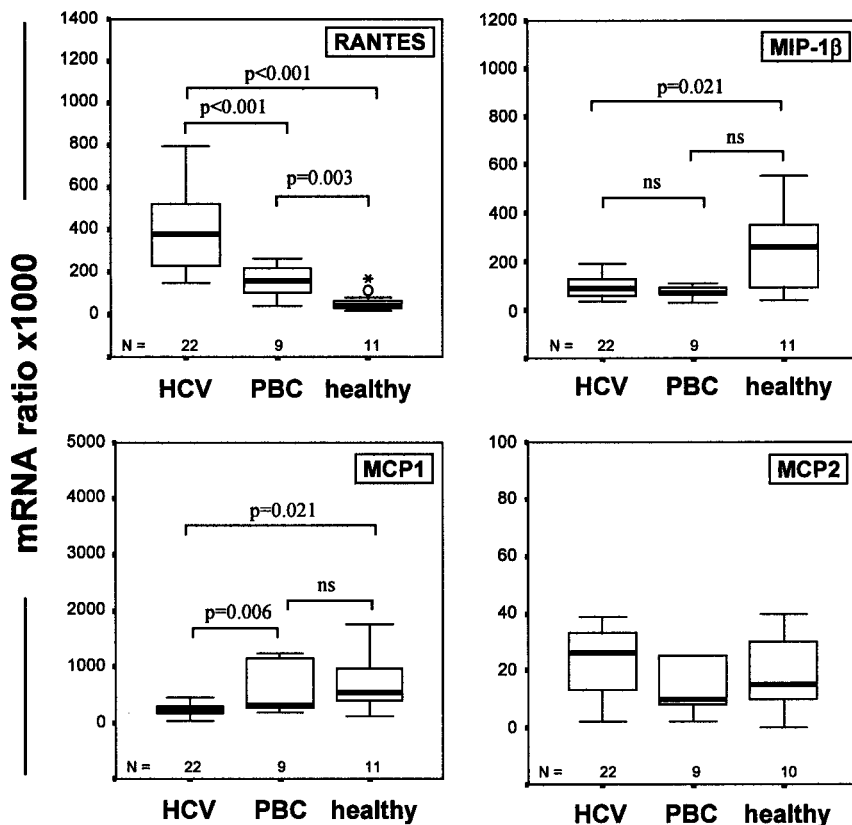 mRNA ratio x1000
RANTES
1400
1200
1000
800
600
400
200
0
p<0.001
p<0.001
p=0.003
*
N = 22 9 11
HCV PBC healthy
MIP-1β
1200
1000
800
600
400
200
0
p=0.021
ns
ns
N = 22 9 11
HCV PBC healthy
MCP1
5000
4000
3000
2000
1000
0
p=0.021
ns
p=0.006
N = 22 9 11
HCV PBC healthy
MCP2
100
80
60
40
20
0
N = 22 9 10
HCV PBC healthy